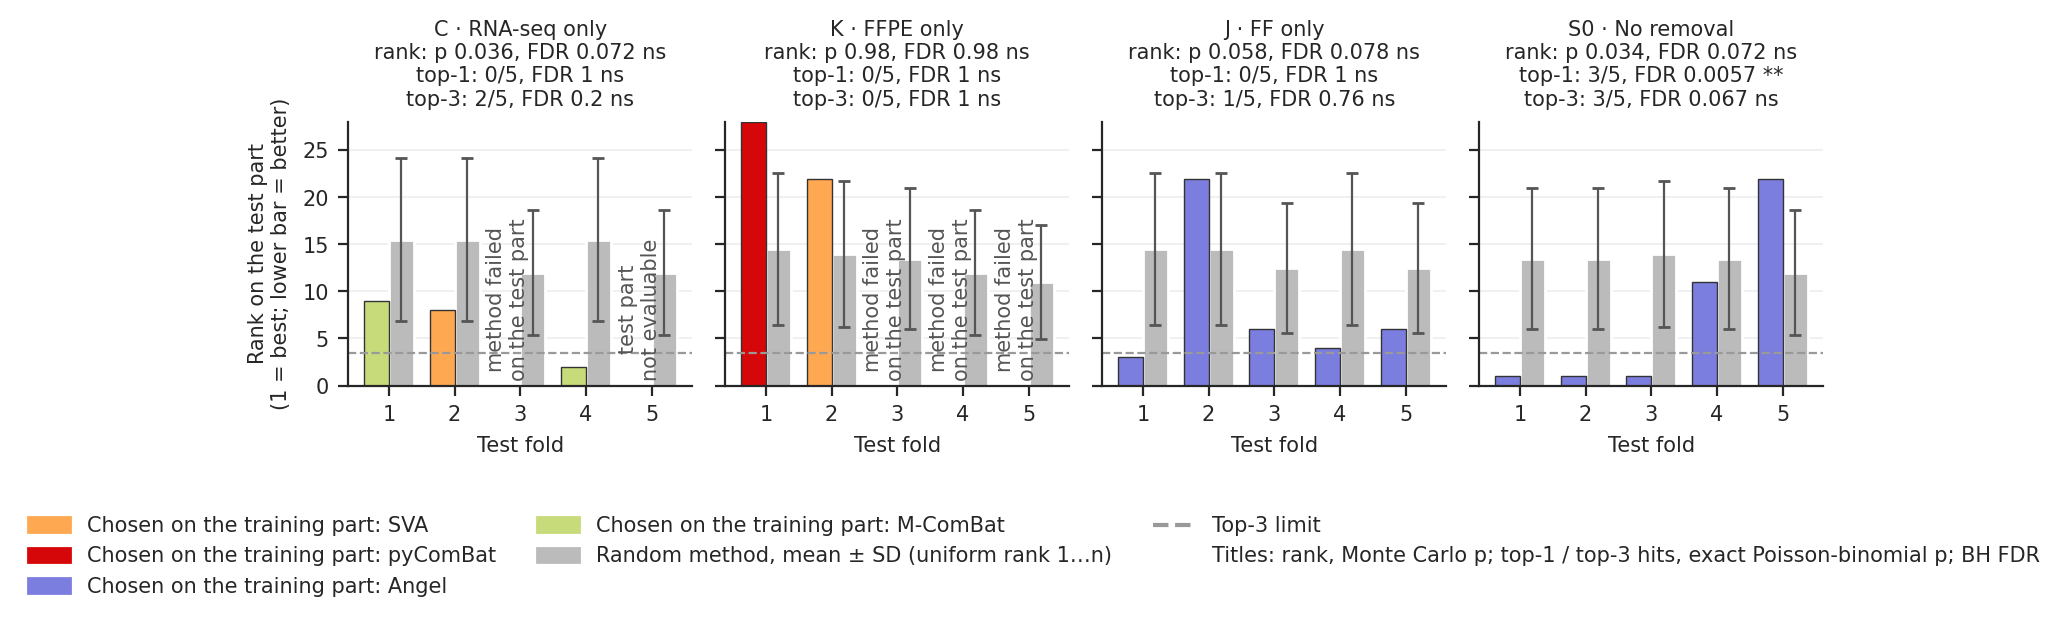 C · RNA-seq only
rank: p 0.036, FDR 0.072 ns
top-1: 0/5, FDR 1 ns
top-3: 2/5, FDR 0.2 ns
K · FFPE only
rank: p 0.98, FDR 0.98 ns
top-1: 0/5, FDR 1 ns
top-3: 0/5, FDR 1 ns
J · FF only
rank: p 0.058, FDR 0.078 ns
top-1: 0/5, FDR 1 ns
top-3: 1/5, FDR 0.76 ns
S0 · No removal
rank: p 0.034, FDR 0.072 ns
top-1: 3/5, FDR 0.0057 **
top-3: 3/5, FDR 0.067 ns
Rank on the test part
(1 = best; lower bar = better)
25
20
15
10
5
0
method failed
on the test part
test part
not evaluable
method failed
on the test part
method failed
on the test part
method failed
on the test part
1 2 3 4 5
Test fold
1 2 3 4 5
Test fold
1 2 3 4 5
Test fold
1 2 3 4 5
Test fold
Chosen on the training part: SVA
Chosen on the training part: pyComBat
Chosen on the training part: Angel
Chosen on the training part: M-ComBat
Random method, mean ± SD (uniform rank 1…n)
Top-3 limit
Titles: rank, Monte Carlo p; top-1 / top-3 hits, exact Poisson-binomial p; BH FDR